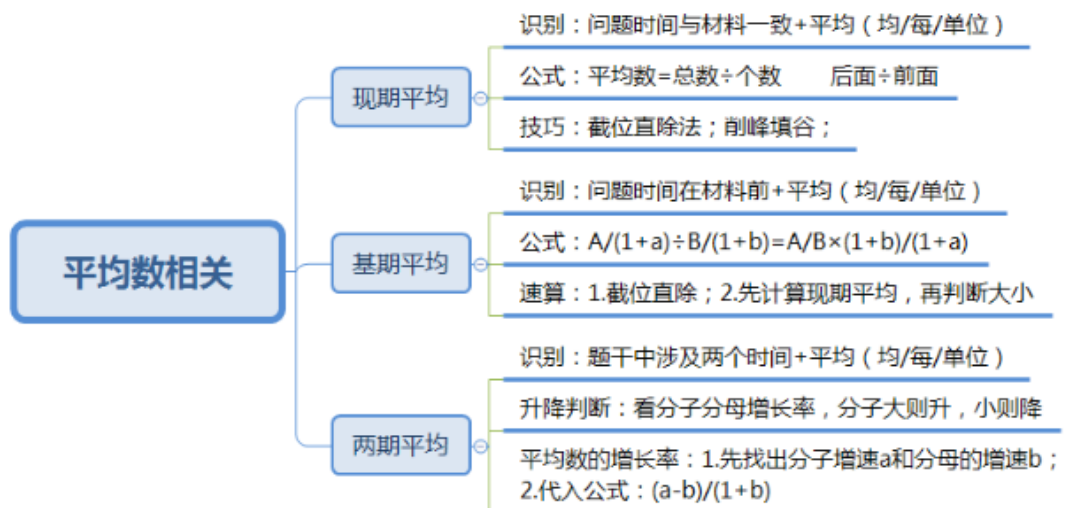 平均数相关
现期平均
识别：问题时间与材料一致+平均（均/每/单位）
公式：平均数=总数÷个数 后面÷前面
技巧：截位直除法；削峰填谷；
基期平均
识别：问题时间在材料前+平均（均/每/单位）
公式：A/(1+a)÷B/(1+b)=A/B×(1+b)/(1+a)
速算：1.截位直除；2.先计算现期平均，再判断大小
两期平均
识别：题干中涉及两个时间+平均（均/每/单位）
升降判断：看分子分母增长率，分子大则升，小则降
平均数的增长率：1.先找出分子增速a和分母的增速b；
2.代入公式：(a-b)/(1+b)